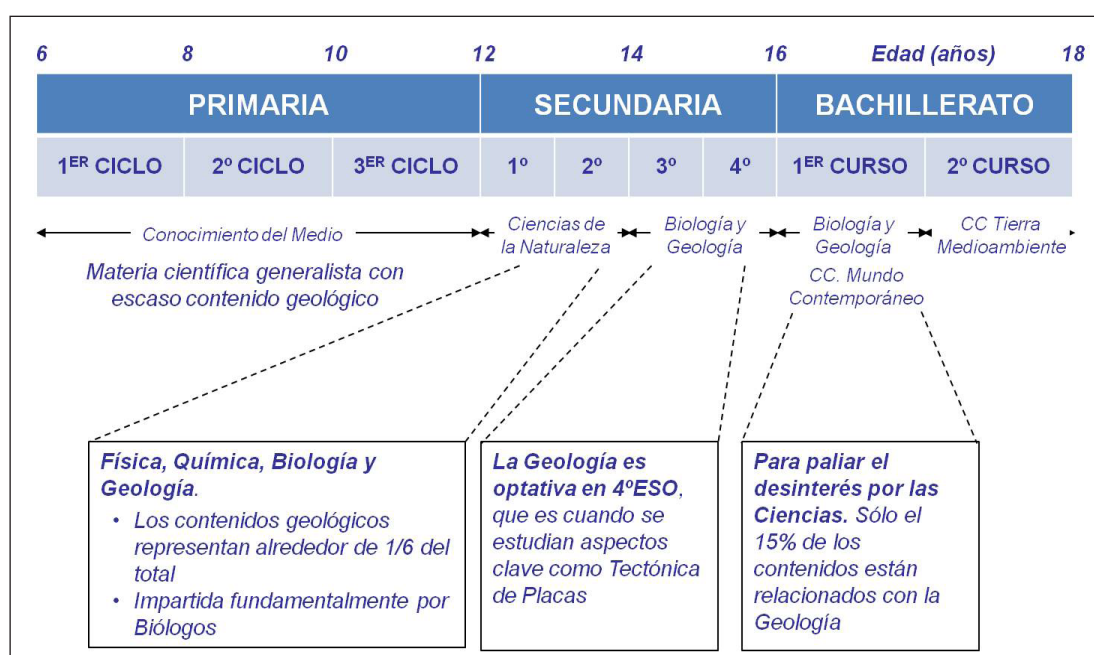 6 8 10 12 14 16 Edad (años) 18
PRIMARIA SECUNDARIA BACHILLERATO
1ER CICLO 2º CICLO 3ER CICLO 1º 2º 3º 4º 1ER CURSO 2º CURSO
Conocimiento del Medio
Materia científica generalista con
escaso contenido geológico
Ciencias de
la Naturaleza
Biología y
Geología
Biología y
Geología
CC. Mundo
Contemporáneo
CC Tierra
Medioambiente
Física, Química, Biología y
Geología.
• Los contenidos geológicos
representan alrededor de 1/6 del
total
• Impartida fundamentalmente por
Biólogos
La Geología es
optativa en 4ºESO,
que es cuando se
estudian aspectos
clave como Tectónica
de Placas
Para paliar el
desinterés por las
Ciencias. Sólo el
15% de los
contenidos están
relacionados con la
Geología